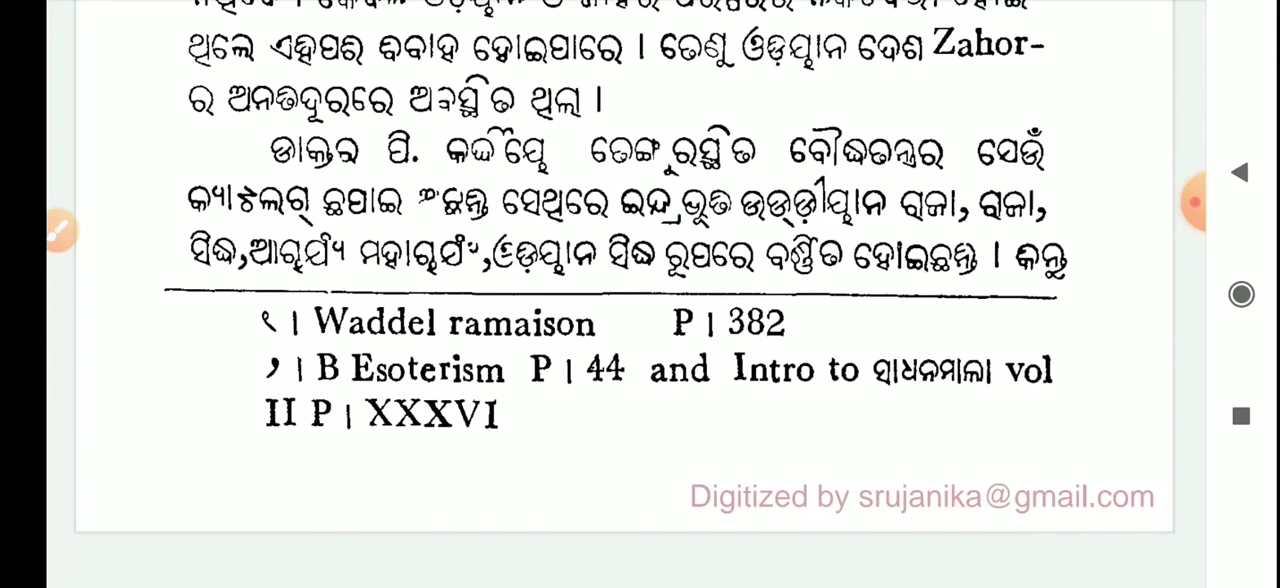 ଥିଲେ ଏହିପରି ବିବାହ ହୋଇପାରେ । ତେଣୁ ଓଡ଼ିୟାନ ଦେଶ Zahor-
ର ଅନତିଦୂରରେ ଅବସ୍ଥିତ ଥିଲା ।
ଡାକ୍ତର ପି. କର୍ଦ୍ଦିୟେ ତେଙ୍ଗୁରସ୍ଥିତ ବୌଦ୍ଧତନ୍ତ୍ରର ଯେଉଁ
କ୍ୟାଟଲଗ୍ ଛପାଇ ଅଛନ୍ତି ସେଥିରେ ଇନ୍ଦ୍ରଭୂତି ଉଡ୍ଡ଼ୀୟାନ ରାଜା, ରାଜା,
ସିଦ୍ଧ,ଆଚାର୍ଯ୍ୟ ମହାଚାର୍ଯ୍ୟ,ଓଡ଼ିୟାନ ସିଦ୍ଧ ରୂପରେ ବର୍ଣ୍ଣିତ ହୋଇଛନ୍ତି । କିନ୍ତୁ
୧ । Waddel ramaison P । 382
୨ । B Esoterism P । 44 and Intro to ସାଧନମାଳା vol
II P । XXXVI
Digitized by srujanika@gmail.com